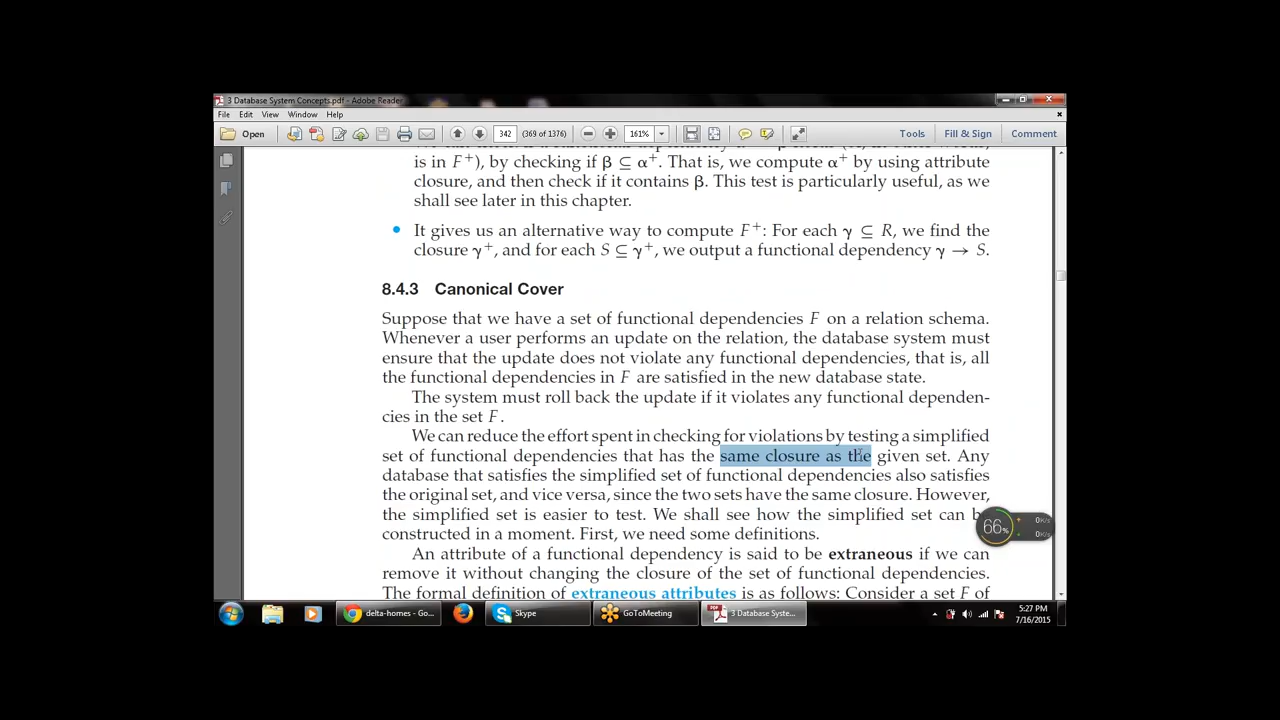 3 Database System Concepts.pdf - Adobe Reader
File Edit View Window Help
Open 342 (369 of 1376) 161% Tools Fill & Sign Comment
is in F⁺), by checking if β ⊆ α⁺. That is, we compute α⁺ by using attribute
closure, and then check if it contains β. This test is particularly useful, as we
shall see later in this chapter.
• It gives us an alternative way to compute F⁺: For each γ ⊆ R, we find the
closure γ⁺, and for each S ⊆ γ⁺, we output a functional dependency γ → S.
8.4.3 Canonical Cover
Suppose that we have a set of functional dependencies F on a relation schema.
Whenever a user performs an update on the relation, the database system must
ensure that the update does not violate any functional dependencies, that is, all
the functional dependencies in F are satisfied in the new database state.
The system must roll back the update if it violates any functional dependen-
cies in the set F.
We can reduce the effort spent in checking for violations by testing a simplified
set of functional dependencies that has the same closure as the given set. Any
database that satisfies the simplified set of functional dependencies also satisfies
the original set, and vice versa, since the two sets have the same closure. However,
the simplified set is easier to test. We shall see how the simplified set can be
constructed in a moment. First, we need some definitions.
An attribute of a functional dependency is said to be extraneous if we can
remove it without changing the closure of the set of functional dependencies.
The formal definition of extraneous attributes is as follows: Consider a set F of
66%
0K/s
0K/s
delta-homes - Go... Skype GoToMeeting 3 Database Syste...
5:27 PM
7/16/2015